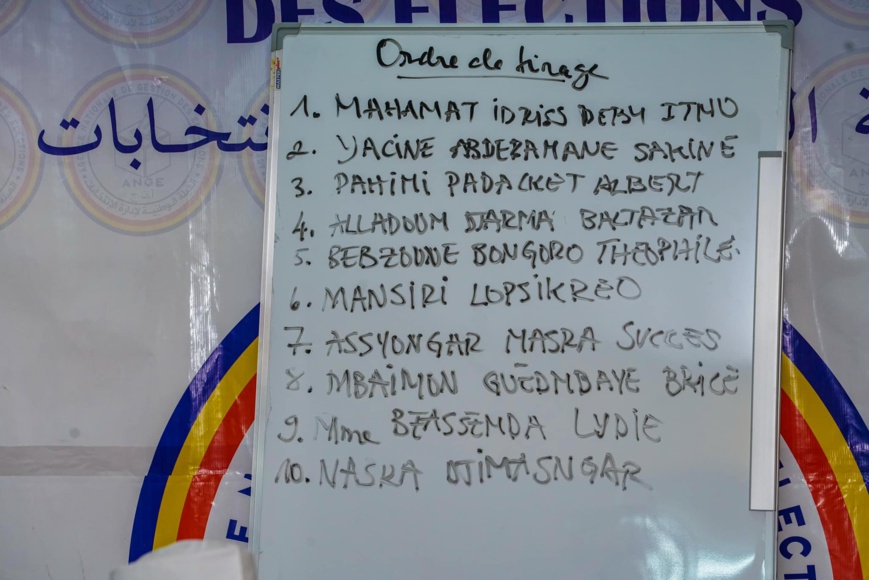 DES ELECTIONS
Ordre de tirage
1. MAHAMAT IDRISS DEBY ITNO
2. YACINE ABDERAMANE SAKINE
3. PAHIMI PADACKET ALBERT
4. ALLADOUM DJARMA BALTAZAR
5. BEBZOUNE BONGORO THEOPHILE.
6. MANSIRI LOPSIKREO
7. ASSYONGAR MASRA SUCCES
8. MBAIMON GUEDMBAYE BRICE
9. Mme BEASSEMDA LYDIE
10. NASRA DJIMASNGAR
ANGE